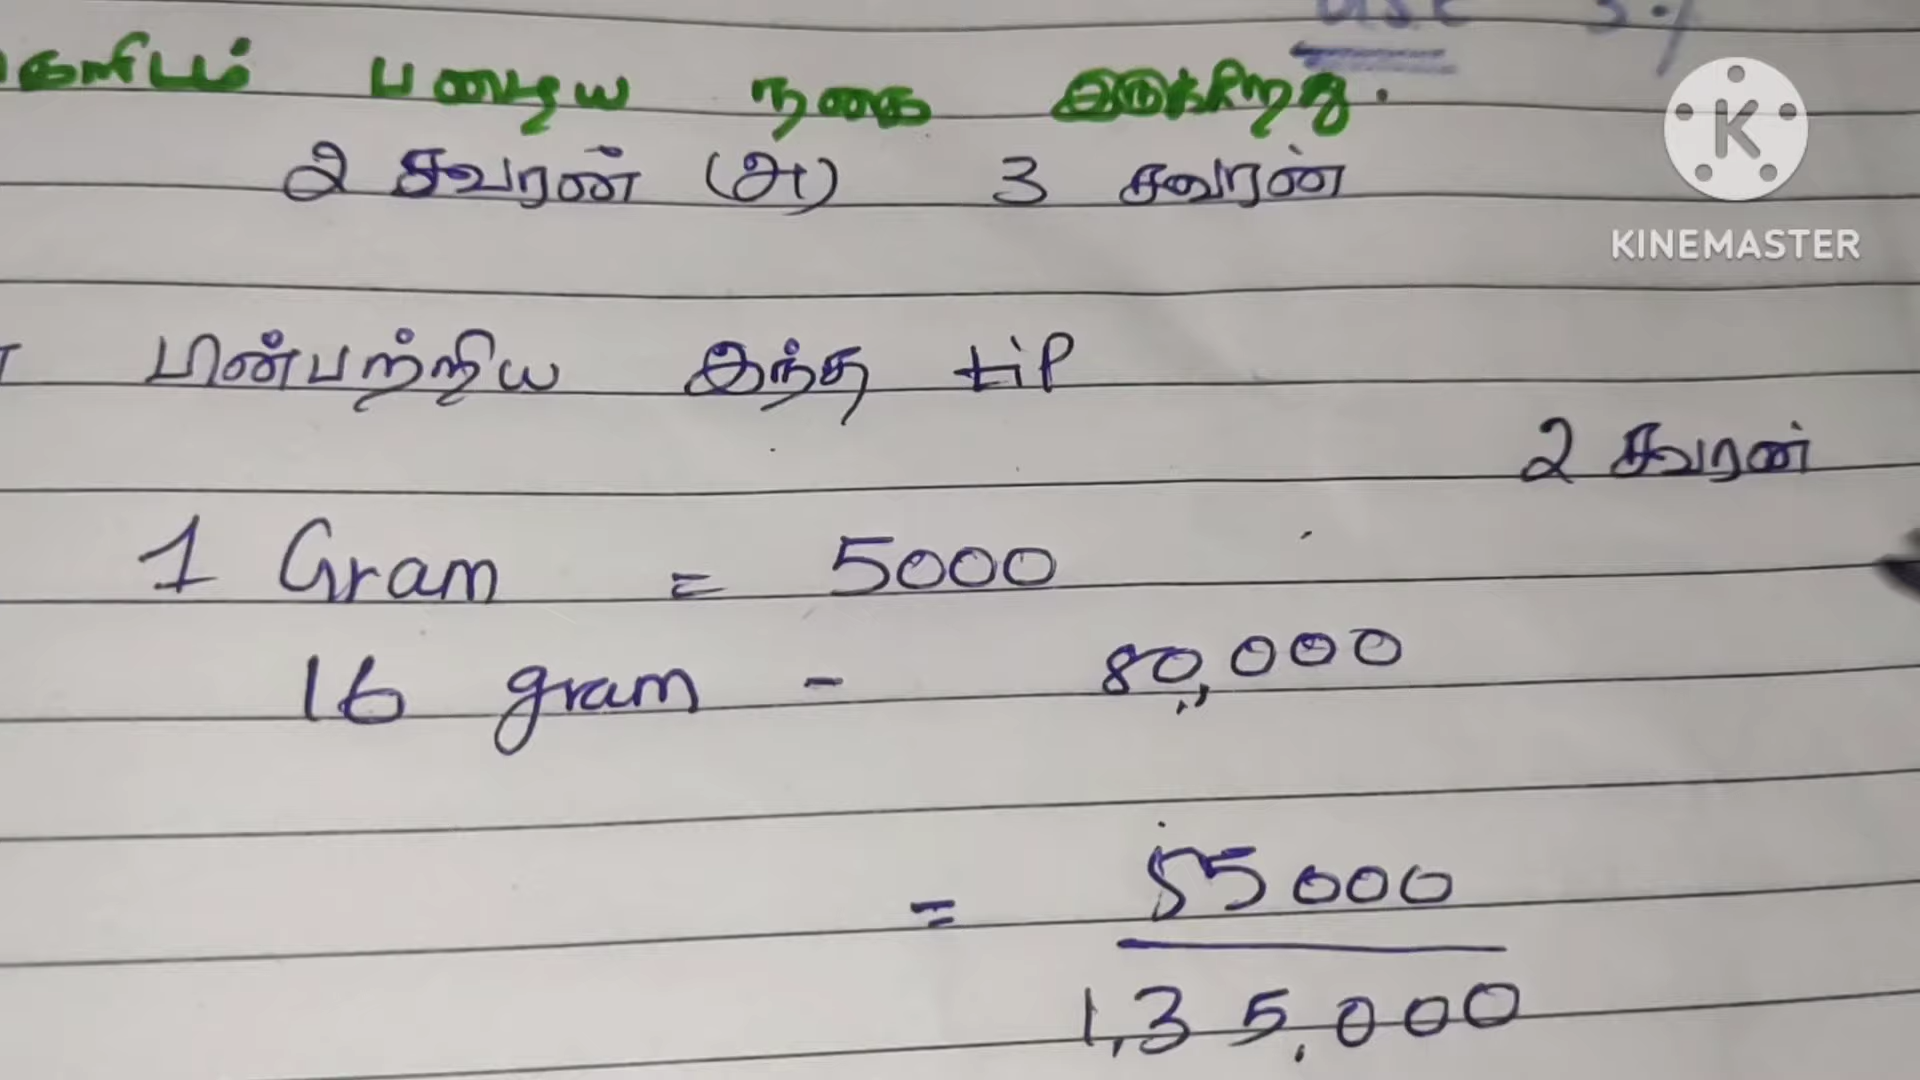 பழைய நகை இருக்கிறது.
2 சவரன் (அ) 3 சவரன்
பின்பற்றிய இந்த tip
2 சவரன்
1 Gram = 5000
16 gram - 80,000
= 55000
1,35,000
KINEMASTER